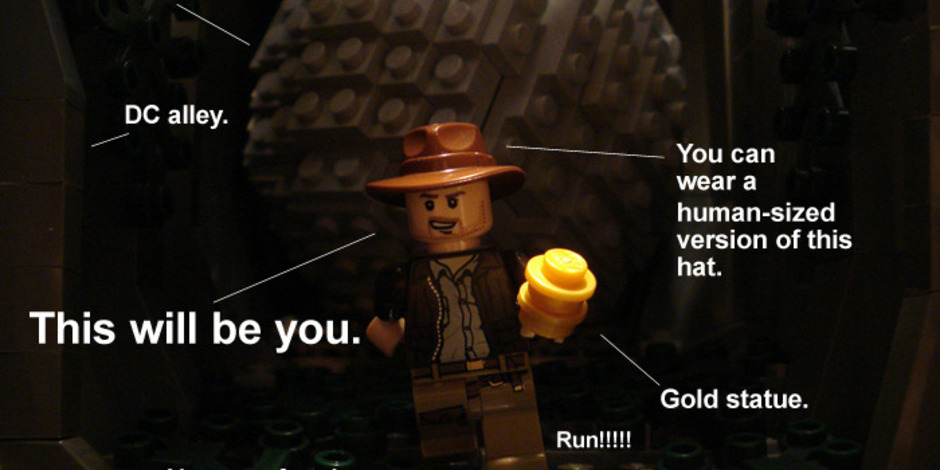 DC alley.
You can
wear a
human-sized
version of this
hat.
This will be you.
Gold statue.
Run!!!!!